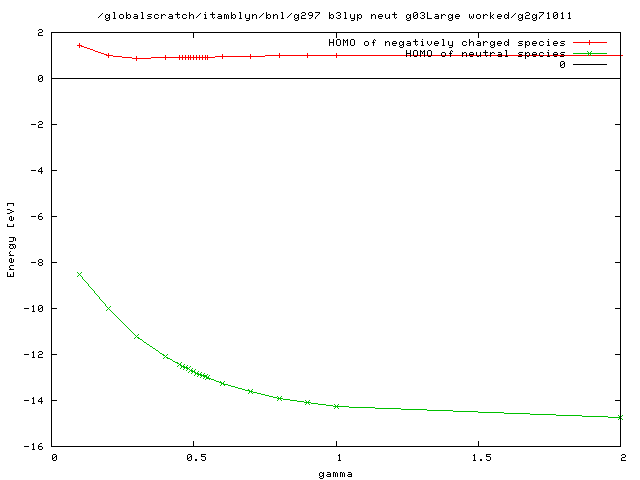 /globalscratch/itamblyn/bnl/g297 b3lyp neut g03Large worked/g2g71011
HOMO of negatively charged species
HOMO of neutral species
0
2
0
-2
-4
-6
-8
-10
-12
-14
-16
Energy [eV]
0 0.5 1 1.5 2
gamma